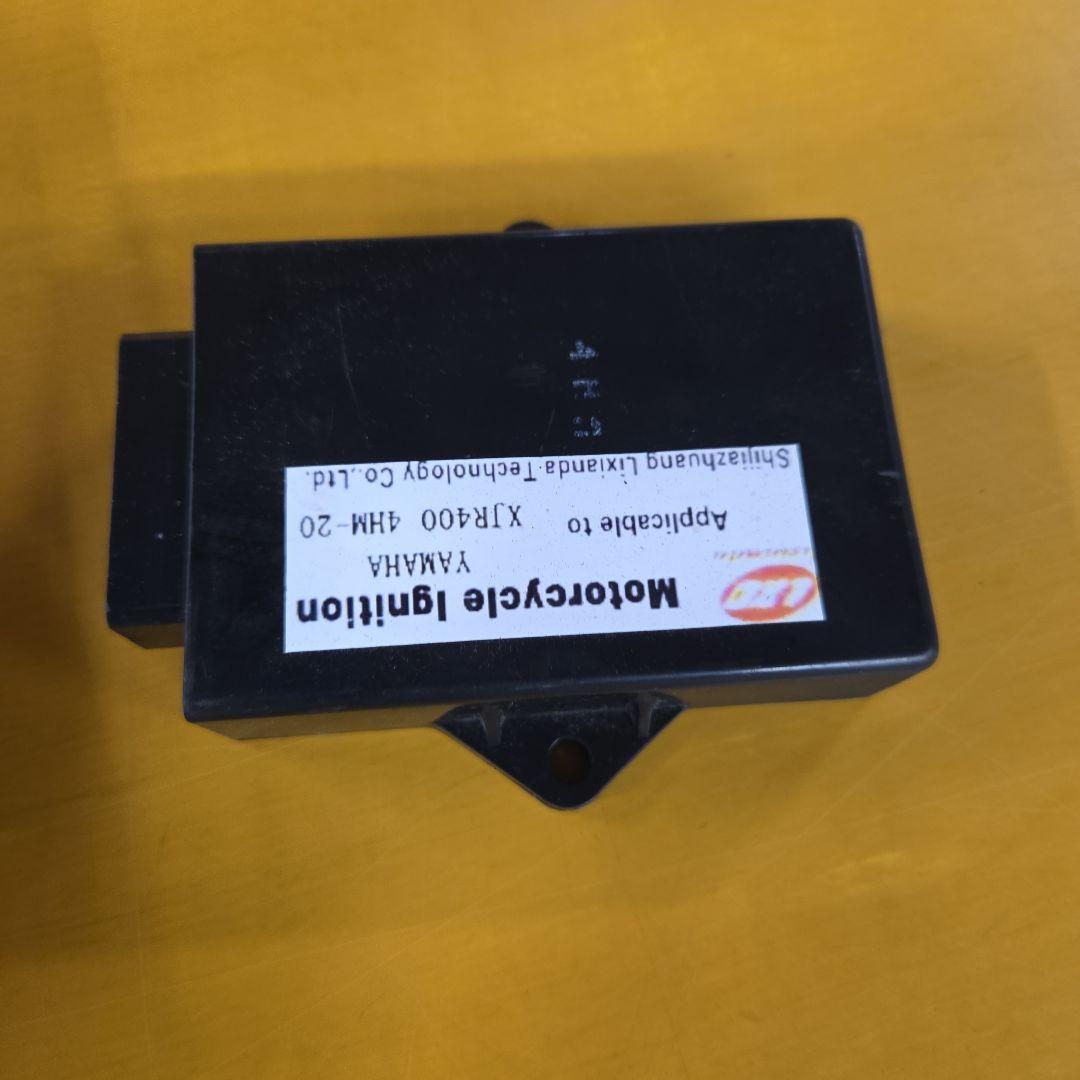 Motorcycle Ignition
YAMAHA
Applicable to XJR400 4HM-20
Shijiazhuang Lixianda Technology Co,.Ltd.